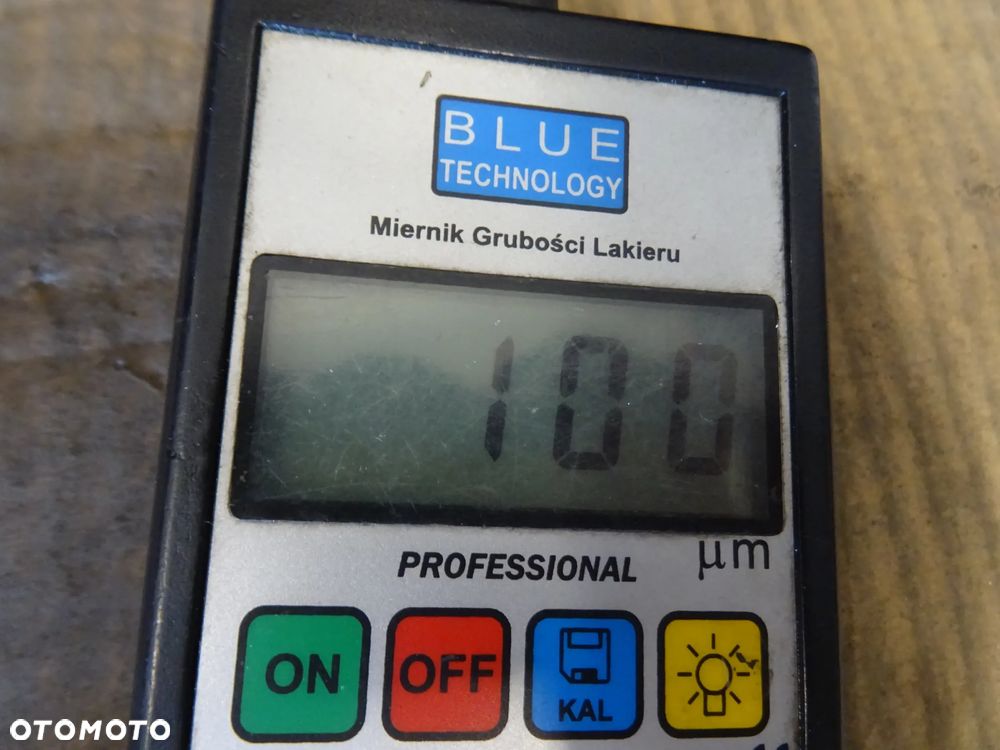 BLUE
TECHNOLOGY
Miernik Grubości Lakieru
100
PROFESSIONAL
μm
ON
OFF
KAL
OTOMOTO